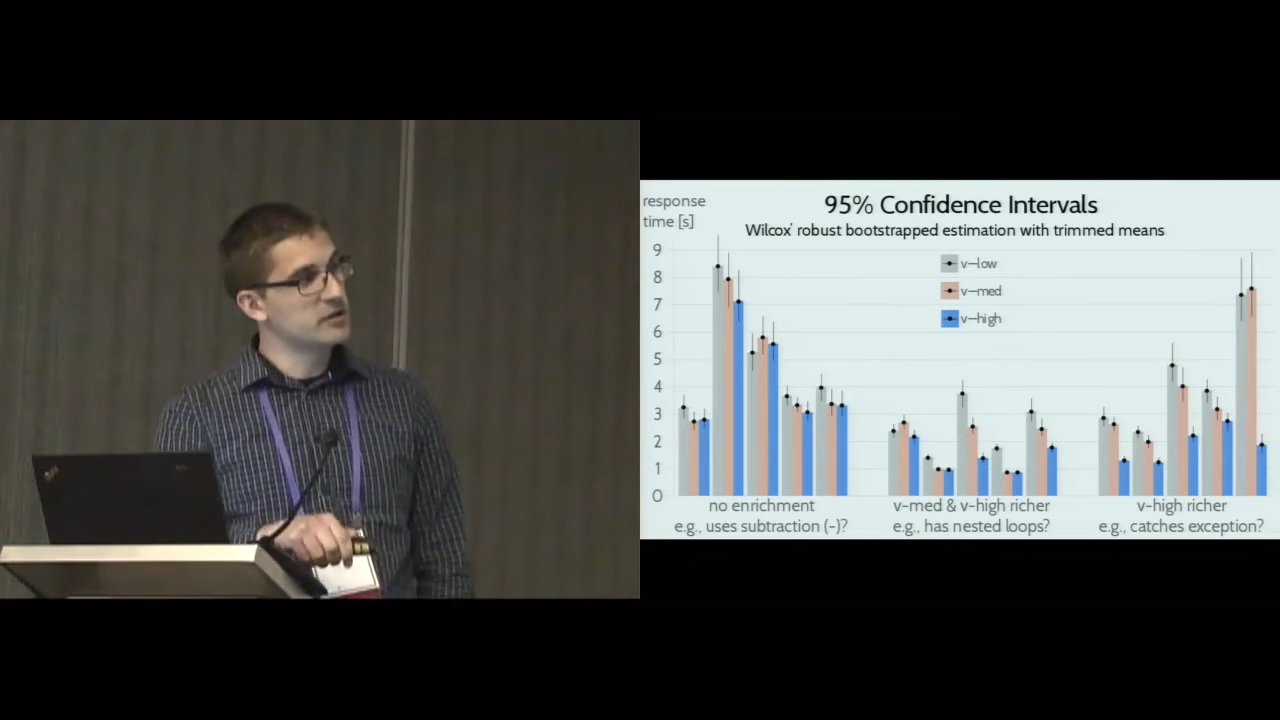 response
time [s]
95% Confidence Intervals
Wilcox' robust bootstrapped estimation with trimmed means
9
8
7
6
5
4
3
2
1
0
v-low
v-med
v-high
no enrichment
e.g., uses subtraction (-)?
v-med & v-high richer
e.g., has nested loops?
v-high richer
e.g., catches exception?